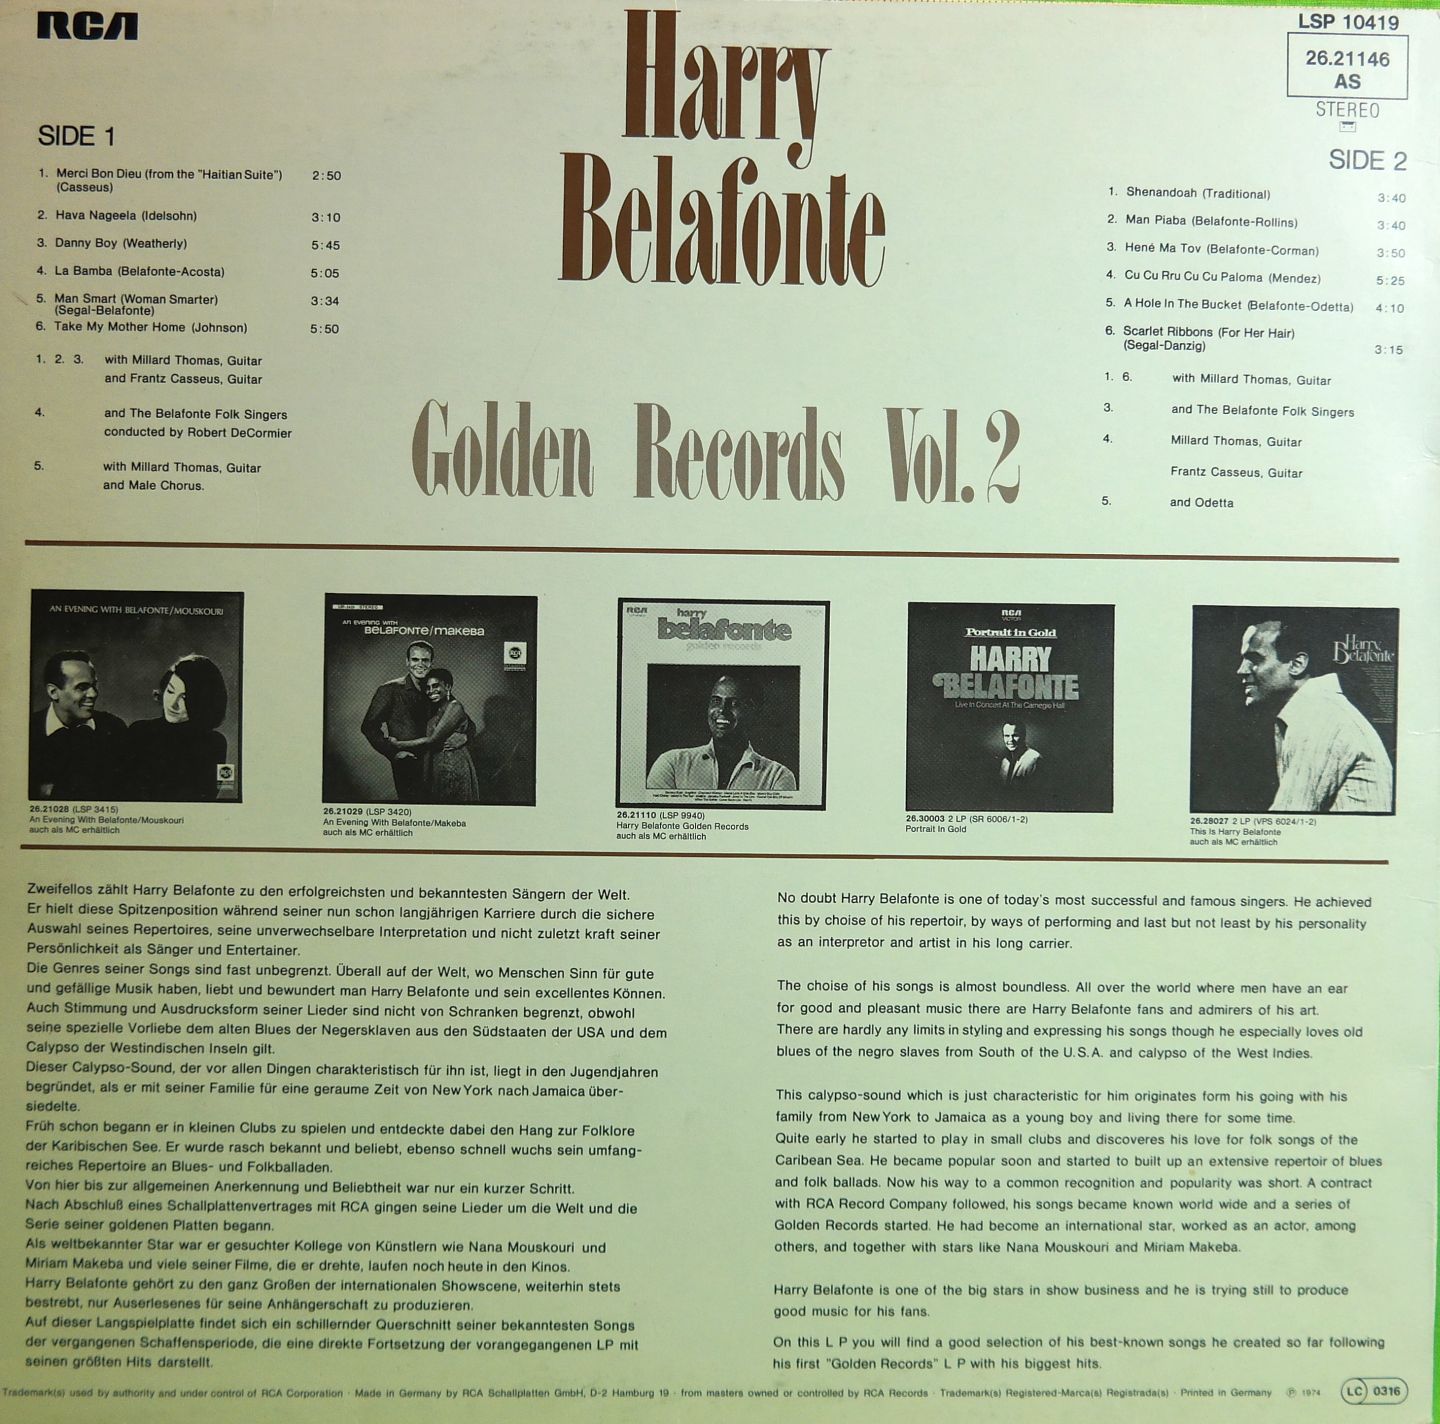 RCA
Harry
Belafonte
LSP 10419
26.21146
AS
STEREO
SIDE 1
1. Merci Bon Dieu (from the "Haitian Suite") 2:50
(Casseus)
2. Hava Nageela (Idelsohn) 3:10
3. Danny Boy (Weatherly) 5:45
4. La Bamba (Belafonte-Acosta) 5:05
5. Man Smart (Woman Smarter) 3:34
(Segal-Belafonte)
6. Take My Mother Home (Johnson) 5:50
1. 2. 3. with Millard Thomas, Guitar
and Frantz Casseus, Guitar
4. and The Belafonte Folk Singers
conducted by Robert DeCormier
5. with Millard Thomas, Guitar
and Male Chorus.
SIDE 2
1. Shenandoah (Traditional) 3:40
2. Man Piaba (Belafonte-Rollins) 3:40
3. Hené Ma Tov (Belafonte-Corman) 3:50
4. Cu Cu Rru Cu Cu Paloma (Mendez) 5:25
5. A Hole In The Bucket (Belafonte-Odetta) 4:10
6. Scarlet Ribbons (For Her Hair)
(Segal-Danzig) 3:15
1. 6. with Millard Thomas, Guitar
3. and The Belafonte Folk Singers
4. Millard Thomas, Guitar
Frantz Casseus, Guitar
5. and Odetta
Golden Records Vol. 2
AN EVENING WITH BELAFONTE/MOUSKOURI
RCA
26.21028 (LSP 3415)
An Evening With Belafonte/Mouskouri
auch als MC erhältlich
AN EVENING WITH
BELAFONTE/MAKEBA
RCA
26.21029 (LSP 3420)
An Evening With Belafonte/Makeba
auch als MC erhältlich
RCA
harry
belafonte
golden records
26.21110 (LSP 9940)
Harry Belafonte Golden Records
auch als MC erhältlich
RCA
VICTOR
Portrait in Gold
HARRY
BELAFONTE
Live In Concert At The Carnegie Hall
26.30003 2 LP (SR 6006/1-2)
Portrait In Gold
Harry
Belafonte
26.28027 2 LP (VPS 6024/1-2)
This Is Harry Belafonte
auch als MC erhältlich
Zweifellos zählt Harry Belafonte zu den erfolgreichsten und bekanntesten Sängern der Welt.
Er hielt diese Spitzenposition während seiner nun schon langjährigen Karriere durch die sichere
Auswahl seines Repertoires, seine unverwechselbare Interpretation und nicht zuletzt kraft seiner
Persönlichkeit als Sänger und Entertainer.
Die Genres seiner Songs sind fast unbegrenzt. Überall auf der Welt, wo Menschen Sinn für gute
und gefällige Musik haben, liebt und bewundert man Harry Belafonte und sein excellentes Können.
Auch Stimmung und Ausdrucksform seiner Lieder sind nicht von Schranken begrenzt, obwohl
seine spezielle Vorliebe dem alten Blues der Negersklaven aus den Südstaaten der USA und dem
Calypso der Westindischen Inseln gilt.
Dieser Calypso-Sound, der vor allen Dingen charakteristisch für ihn ist, liegt in den Jugendjahren
begründet, als er mit seiner Familie für eine geraume Zeit von New York nach Jamaica über-
siedelte.
Früh schon begann er in kleinen Clubs zu spielen und entdeckte dabei den Hang zur Folklore
der Karibischen See. Er wurde rasch bekannt und beliebt, ebenso schnell wuchs sein umfang-
reiches Repertoire an Blues- und Folkballaden.
Von hier bis zur allgemeinen Anerkennung und Beliebtheit war nur ein kurzer Schritt.
Nach Abschluß eines Schallplattenvertrages mit RCA gingen seine Lieder um die Welt und die
Serie seiner goldenen Platten begann.
Als weltbekannter Star war er gesuchter Kollege von Künstlern wie Nana Mouskouri und
Miriam Makeba und viele seiner Filme, die er drehte, laufen noch heute in den Kinos.
Harry Belafonte gehört zu den ganz Großen der internationalen Showscene, weiterhin stets
bestrebt, nur Auserlesenes für seine Anhängerschaft zu produzieren.
Auf dieser Langspielplatte findet sich ein schillernder Querschnitt seiner bekanntesten Songs
der vergangenen Schaffensperiode, die eine direkte Fortsetzung der vorangegangenen LP mit
seinen größten Hits darstellt.
No doubt Harry Belafonte is one of today's most successful and famous singers. He achieved
this by choise of his repertoir, by ways of performing and last but not least by his personality
as an interpretor and artist in his long carrier.
The choise of his songs is almost boundless. All over the world where men have an ear
for good and pleasant music there are Harry Belafonte fans and admirers of his art.
There are hardly any limits in styling and expressing his songs though he especially loves old
blues of the negro slaves from South of the U.S.A. and calypso of the West Indies.
This calypso-sound which is just characteristic for him originates form his going with his
family from New York to Jamaica as a young boy and living there for some time.
Quite early he started to play in small clubs and discoveres his love for folk songs of the
Caribean Sea. He became popular soon and started to built up an extensive repertoir of blues
and folk ballads. Now his way to a common recognition and popularity was short. A contract
with RCA Record Company followed, his songs became known world wide and a series of
Golden Records started. He had become an international star, worked as an actor, among
others, and together with stars like Nana Mouskouri and Miriam Makeba.
Harry Belafonte is one of the big stars in show business and he is trying still to produce
good music for his fans.
On this L P you will find a good selection of his best-known songs he created so far following
his first "Golden Records" L P with his biggest hits.
Trademark(s) used by authority and under control of RCA Corporation · Made in Germany by RCA Schallplatten GmbH, D-2 Hamburg 19 · from masters owned or controlled by RCA Records · Trademark(s) Registered-Marca(s) Registrada(s) · Printed in Germany ℗ 1974 LC 0316